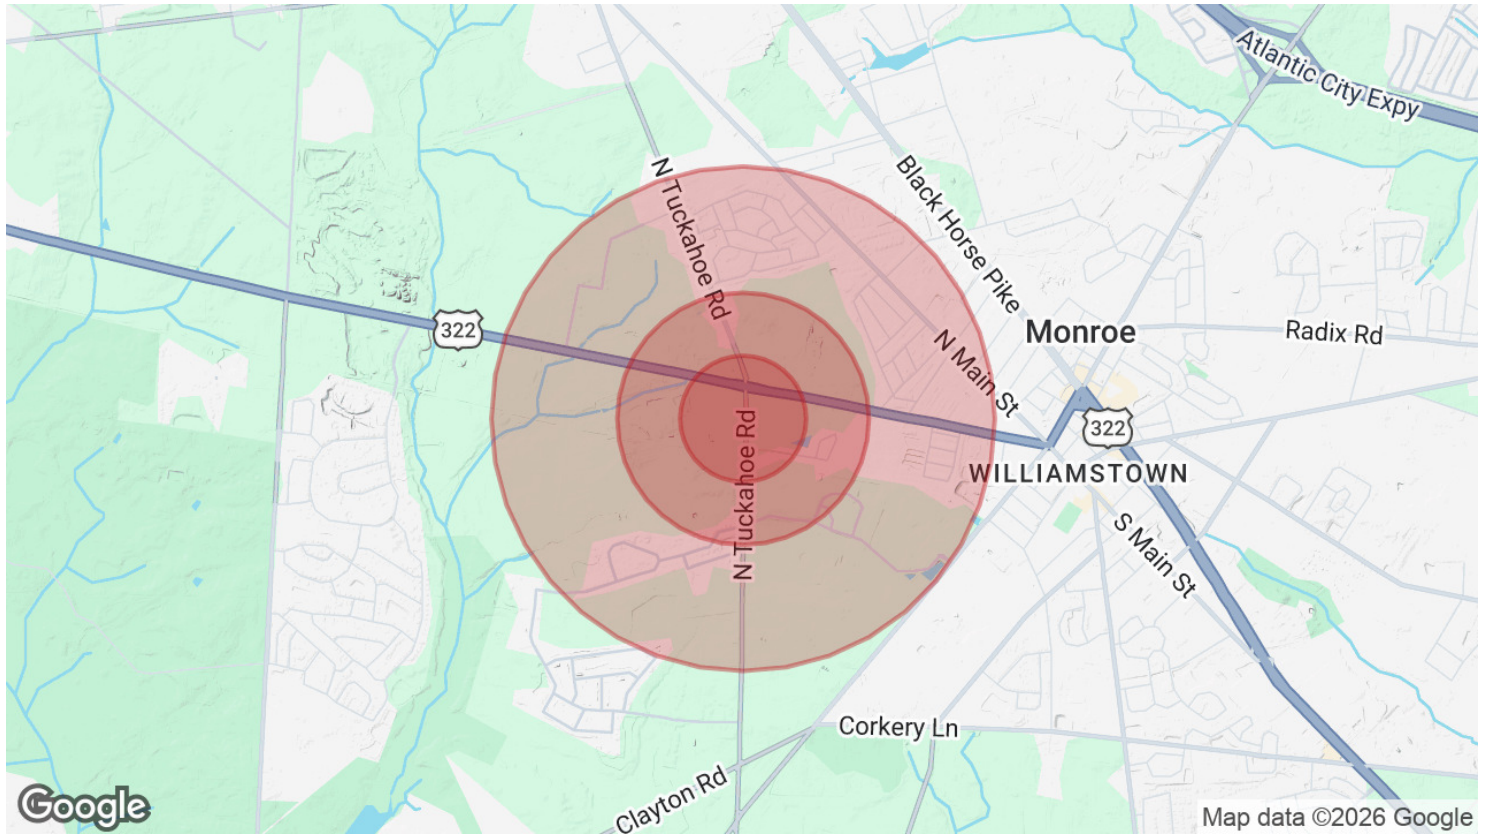 Atlantic City Expy
N Tuckahoe Rd
Black Horse Pike
322
Monroe
Radix Rd
N Main St
322
N Tuckahoe Rd
WILLIAMSTOWN
S Main St
Corkery Ln
Clayton Rd
Google
Map data ©2026 Google